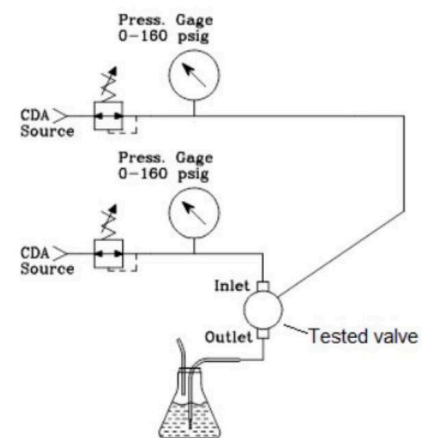 Press. Gage
0-160 psig
CDA
Source
Press. Gage
0-160 psig
CDA
Source
Inlet
Outlet
Tested valve